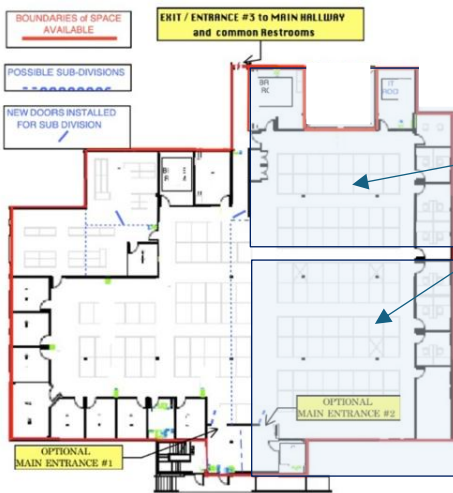 BOUNDARIES of SPACE
AVAILABLE
EXIT / ENTRANCE #3 to MAIN HALLWAY
and common Restrooms
POSSIBLE SUB-DIVISIONS
NEW DOORS INSTALLED
FOR SUB DIVISION
OPTIONAL
MAIN ENTRANCE #2
OPTIONAL
MAIN ENTRANCE #1